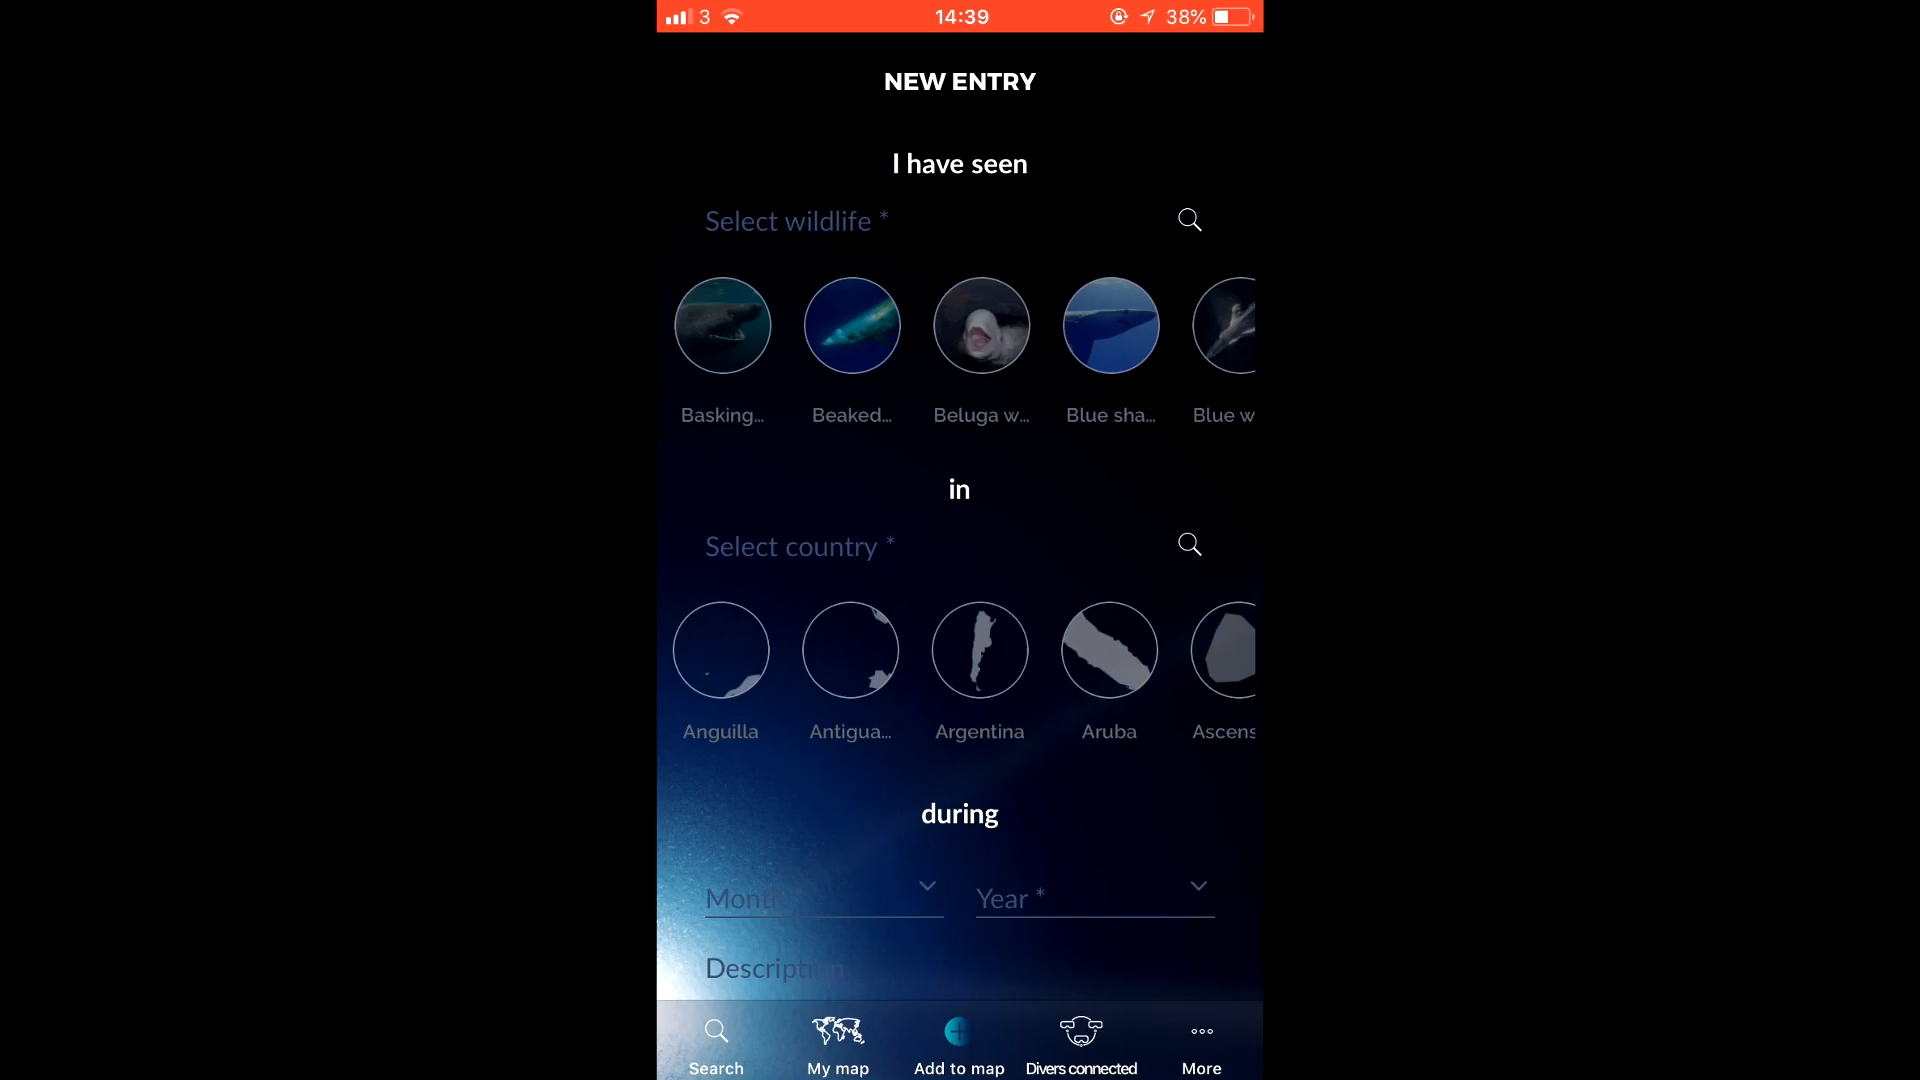 3 14:39 38%
NEW ENTRY
I have seen
Select wildlife *
Basking... Beaked... Beluga w... Blue sha... Blue w
in
Select country *
Anguilla Antigua... Argentina Aruba Ascens
during
Month * Year *
Description
Search My map Add to map Divers connected More